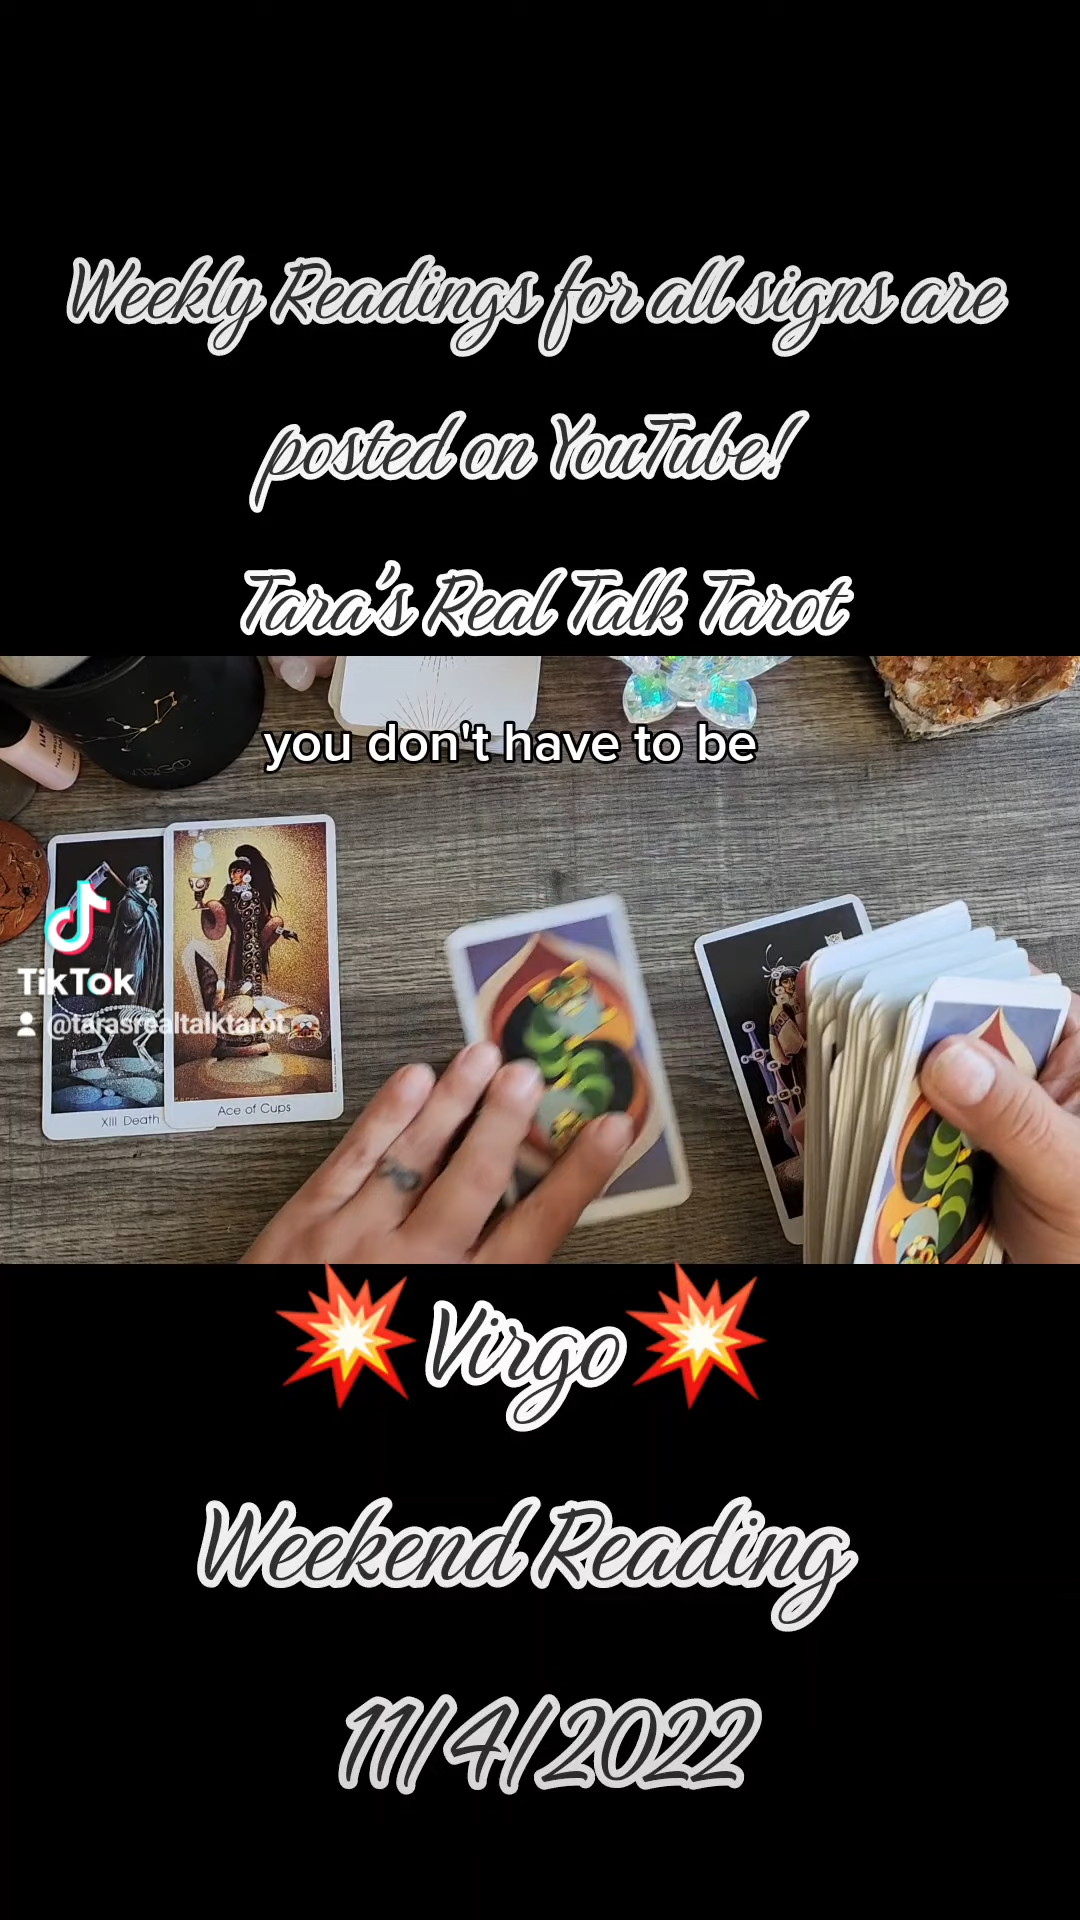 Weekly Readings for all signs are
posted on YouTube!
Tara's Real Talk Tarot
you don't have to be
VIRGO
TikTok
@tarasrealtalktarot
XIII Death
Ace of Cups
Virgo
Weekend Reading
11/4/2022